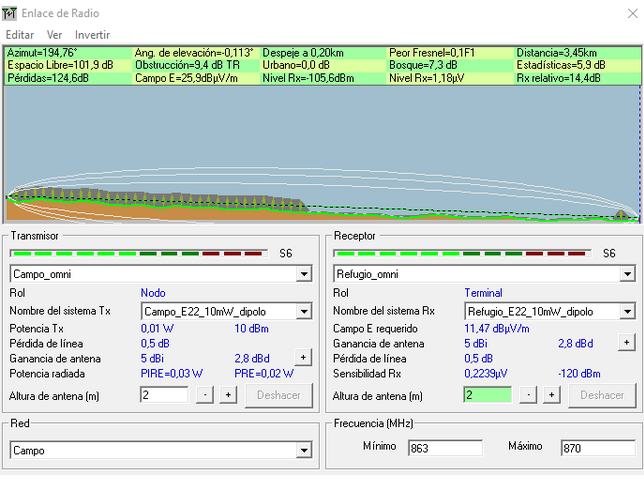 Enlace de Radio
Editar Ver Invertir
Azimut=194,76° Ang. de elevación=-0,113° Despeje a 0,20km Peor Fresnel=0,1F1 Distancia=3,45km
Espacio Libre=101,9 dB Obstrucción=9,4 dB TR Urbano=0,0 dB Bosque=7,3 dB Estadísticas=5,9 dB
Pérdidas=124,6dB Campo E=25,9dBµV/m Nivel Rx=-105,6dBm Nivel Rx=1,18µV Rx relativo=14,4dB
Transmisor
S6
Campo_omni
Rol Nodo
Nombre del sistema Tx Campo_E22_10mW_dipolo
Potencia Tx 0,01 W 10 dBm
Pérdida de línea 0,5 dB
Ganancia de antena 5 dBi 2,8 dBd +
Potencia radiada PIRE=0,03 W PRE=0,02 W
Altura de antena (m) 2 - + Deshacer
Receptor
S6
Refugio_omni
Rol Terminal
Nombre del sistema Rx Refugio_E22_10mW_dipolo
Campo E requerido 11,47 dBµV/m
Ganancia de antena 5 dBi 2,8 dBd +
Pérdida de línea 0,5 dB
Sensibilidad Rx 0,2239µV -120 dBm
Altura de antena (m) 2 - + Deshacer
Red
Campo
Frecuencia (MHz)
Mínimo 863 Máximo 870